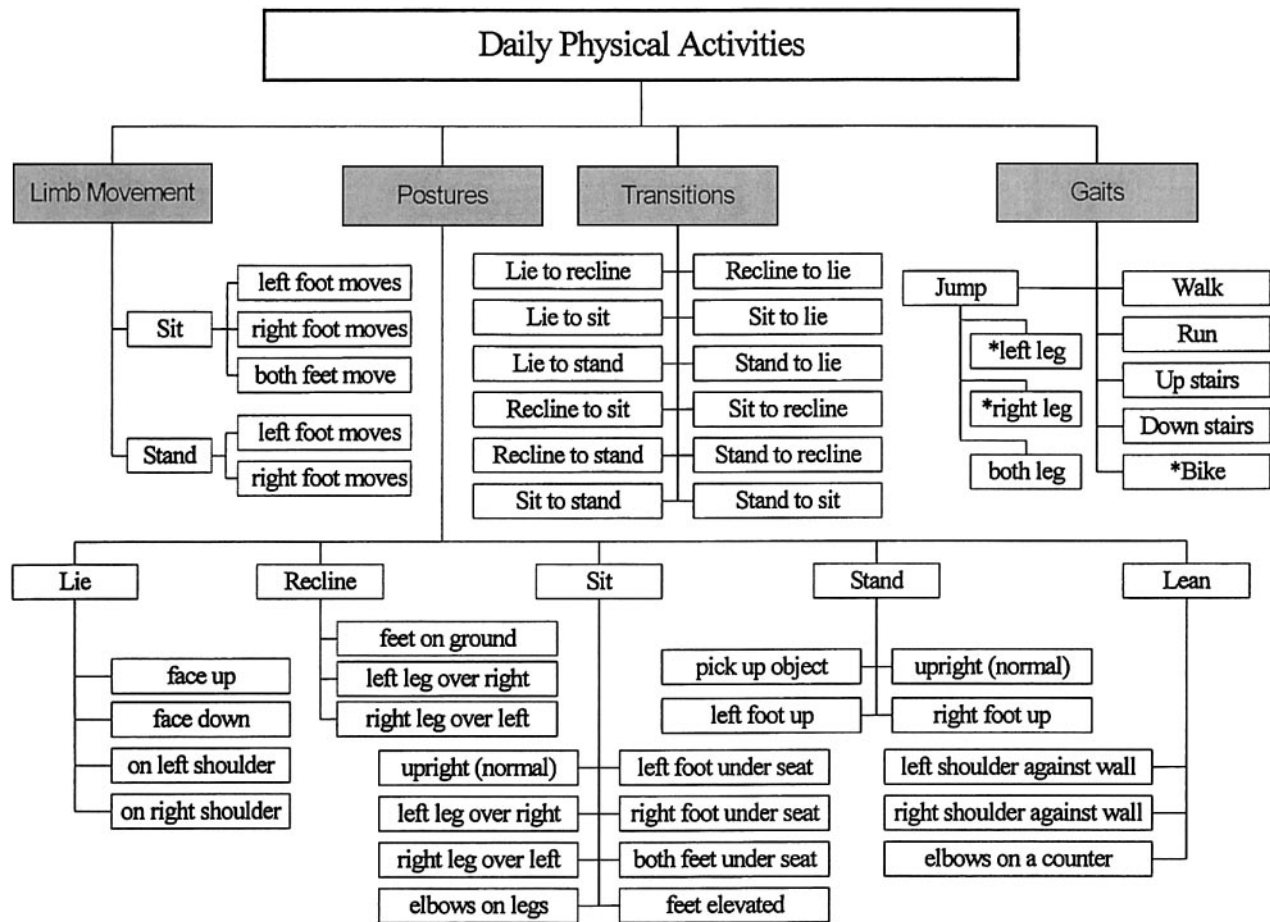 Daily Physical Activities
Limb Movement
Postures
Transitions
Gaits
Sit
left foot moves
right foot moves
both feet move
Stand
left foot moves
right foot moves
Lie to recline
Recline to lie
Lie to sit
Sit to lie
Lie to stand
Stand to lie
Recline to sit
Sit to recline
Recline to stand
Stand to recline
Sit to stand
Stand to sit
Jump
*left leg
*right leg
both leg
Walk
Run
Up stairs
Down stairs
*Bike
Lie
face up
face down
on left shoulder
on right shoulder
Recline
feet on ground
left leg over right
right leg over left
Sit
upright (normal)
left foot under seat
left leg over right
right foot under seat
right leg over left
both feet under seat
elbows on legs
feet elevated
Stand
pick up object
upright (normal)
left foot up
right foot up
Lean
left shoulder against wall
right shoulder against wall
elbows on a counter